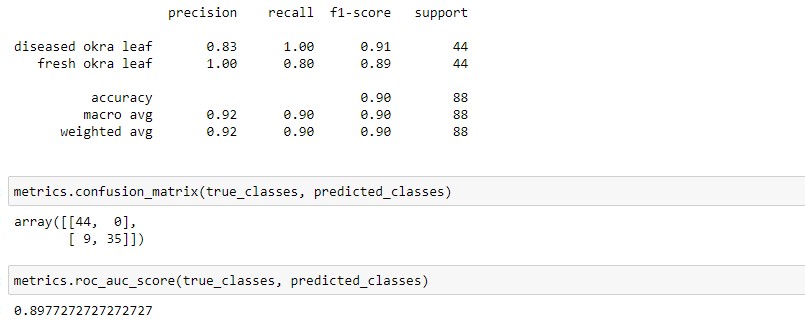 precision recall f1-score support
diseased okra leaf 0.83 1.00 0.91 44
fresh okra leaf 1.00 0.80 0.89 44
accuracy 0.90 88
macro avg 0.92 0.90 0.90 88
weighted avg 0.92 0.90 0.90 88
metrics.confusion_matrix(true_classes, predicted_classes)
array([[44, 0],
[ 9, 35]])
metrics.roc_auc_score(true_classes, predicted_classes)
0.8977272727272727